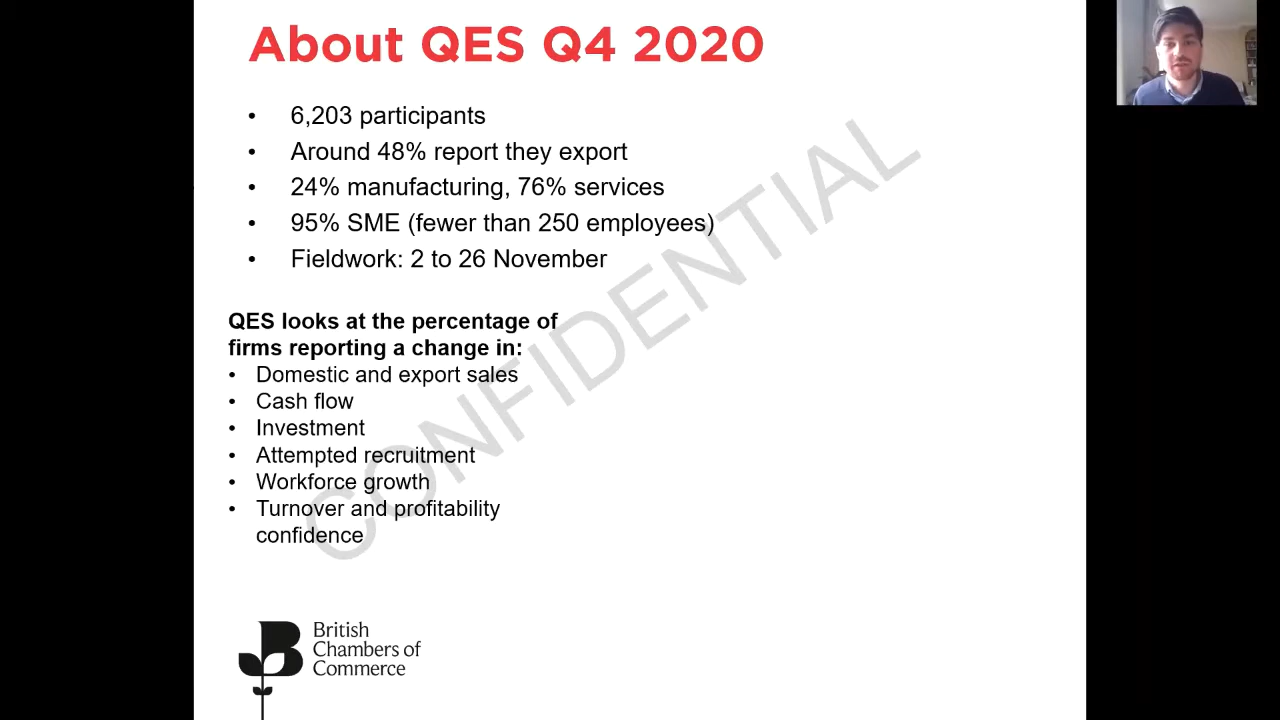 About QES Q4 2020
• 6,203 participants
• Around 48% report they export
• 24% manufacturing, 76% services
• 95% SME (fewer than 250 employees)
• Fieldwork: 2 to 26 November
QES looks at the percentage of
firms reporting a change in:
• Domestic and export sales
• Cash flow
• Investment
• Attempted recruitment
• Workforce growth
• Turnover and profitability
confidence
CONFIDENTIAL
British
Chambers of
Commerce